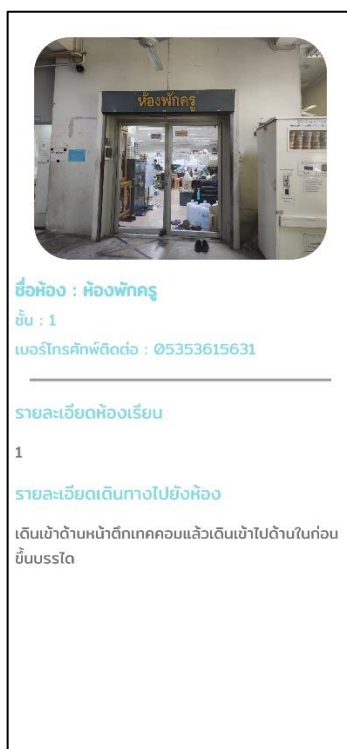 ห้องพักครู
ชื่อห้อง : ห้องพักครู
ชั้น : 1
เบอร์โทรศัพท์ติดต่อ : 05353615631
รายละเอียดห้องเรียน
1
รายละเอียดเดินทางไปยังห้อง
เดินเข้าด้านหน้าตึกเทคคอมแล้วเดินเข้าไปด้านในก่อน
ขึ้นบรรได